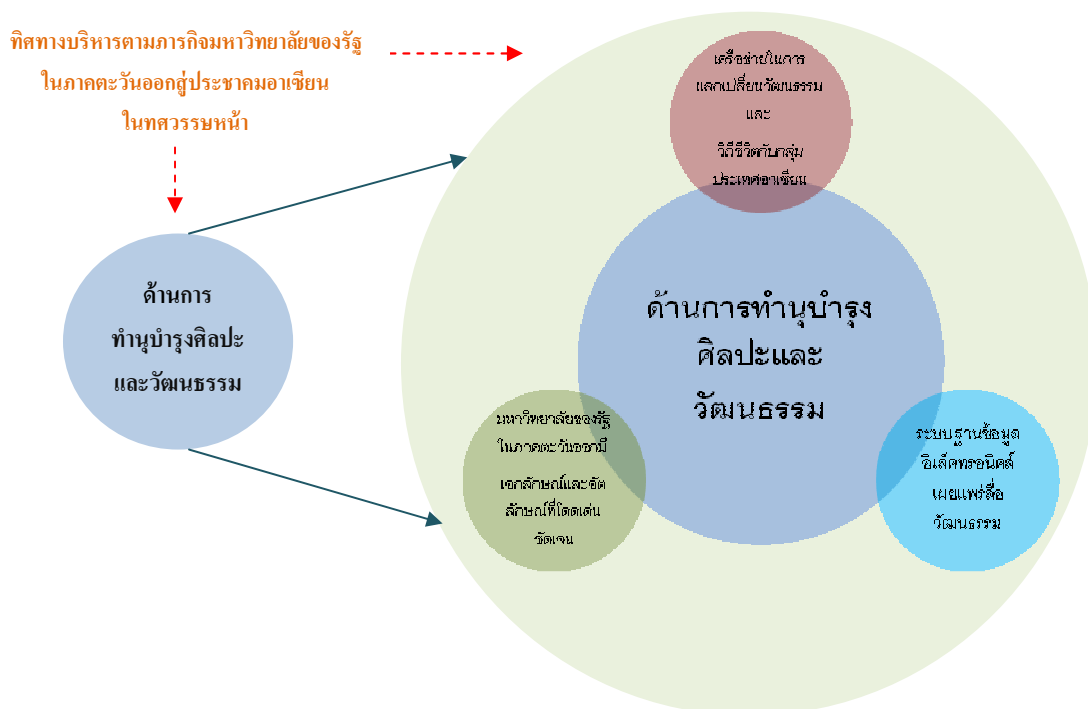 ทิศทางบริหารตามภารกิจมหาวิทยาลัยของรัฐ
ในภาคตะวันออกสู่ประชาคมอาเซียน
ในทศวรรษหน้า
ด้านการ
ทำนุบำรุงศิลปะ
และวัฒนธรรม
เครือข่ายในการ
แลกเปลี่ยนวัฒนธรรม
และ
วิถีชีวิตกับกลุ่ม
ประเทศอาเซียน
ด้านการทำนุบำรุง
ศิลปะและ
วัฒนธรรม
มหาวิทยาลัยของรัฐ
ในภาคตะวันออกมี
เอกลักษณ์และอัต
ลักษณ์ที่โดดเด่น
ชัดเจน
ระบบฐานข้อมูล
อิเล็คทรอนิคส์
เผยแพร่สื่อ
วัฒนธรรม